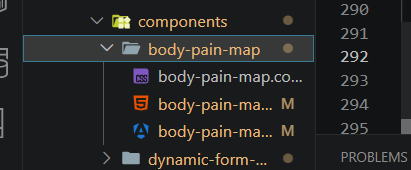 components
body-pain-map
body-pain-map.co...
body-pain-ma... M
body-pain-ma... M
dynamic-form-...
290
291
292
293
294
295
PROBLEMS